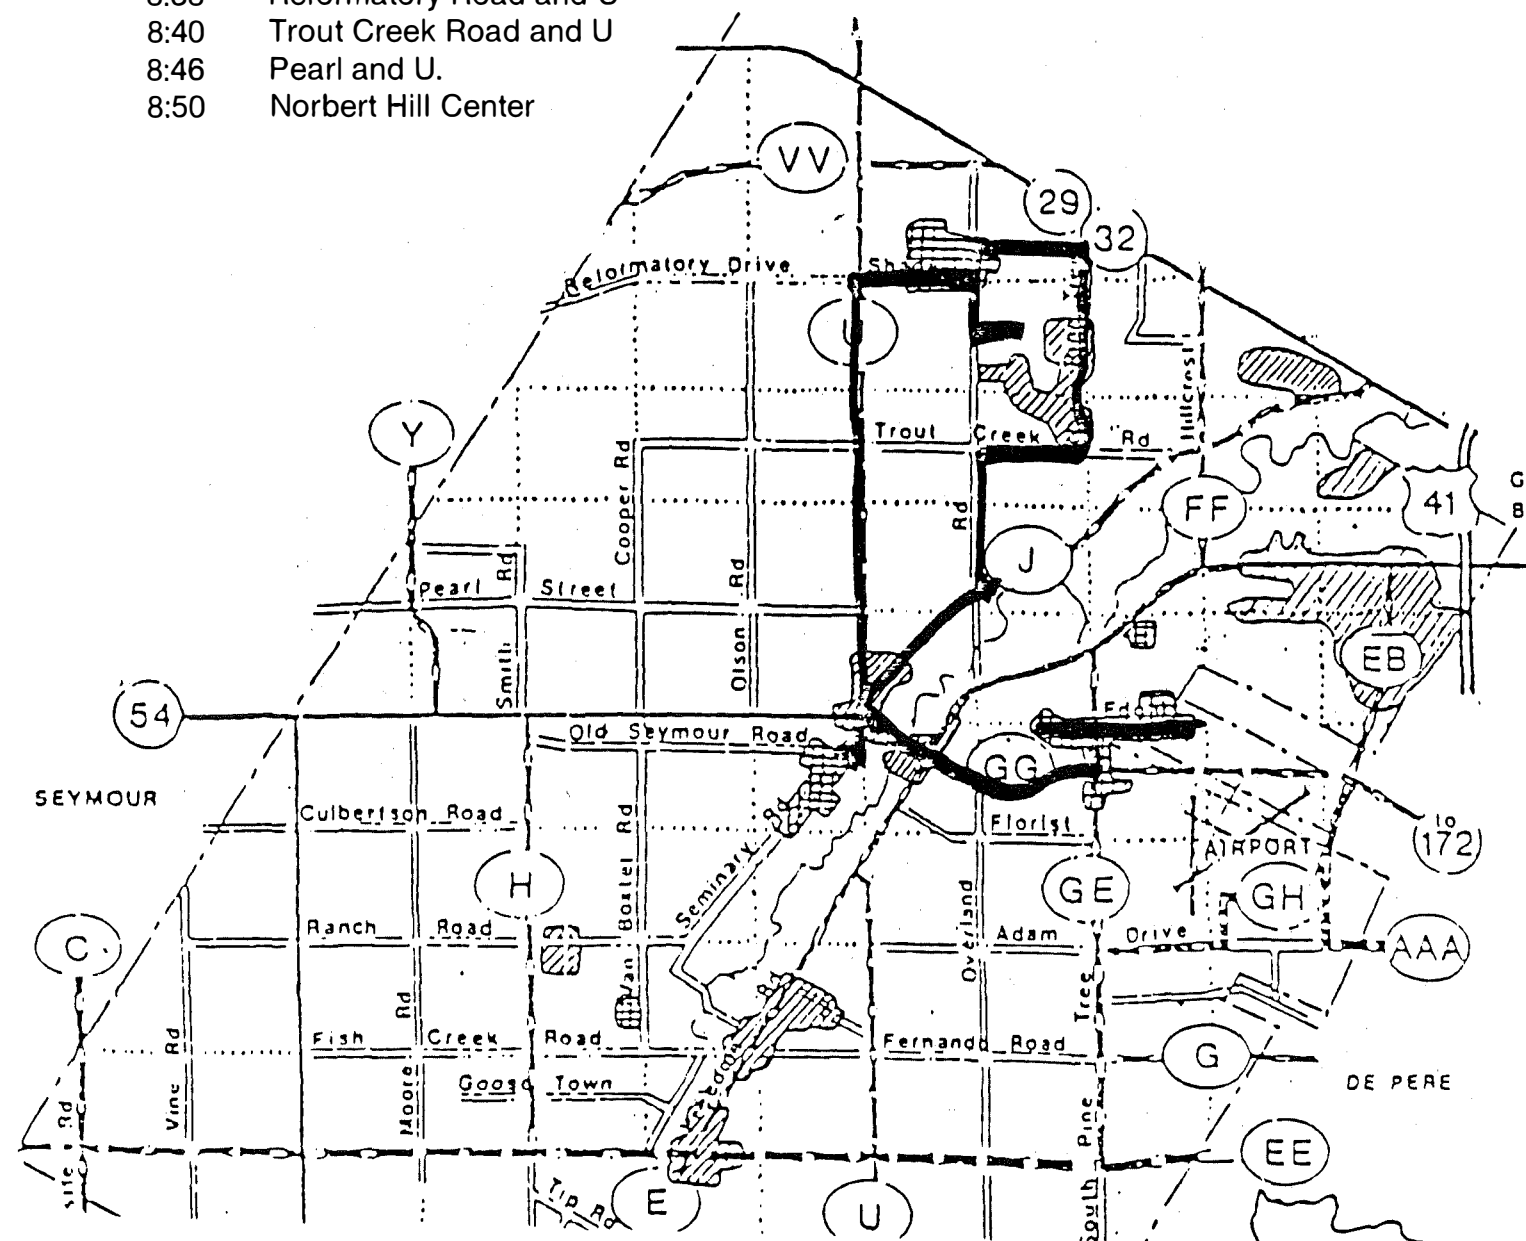 8:40 Trout Creek Road and U
8:46 Pearl and U.
8:50 Norbert Hill Center
VV
29
32
Reformatory Drive
U
Hillcrest
Y
Trout Creek Rd
Cooper Rd
Rd
FF
41
J
Pearl Street
Smith Rd
Olson Rd
EB
54
Old Seymour Road
GG
SEYMOUR
Culbertson Road
Florist
to
172
AIRPORT
H
Van Boxtel Rd
Seminary
GE
GH
C
Ranch Road
Overland
Adam Drive
AAA
Moore Rd
Vine Rd
Fish Creek Road
Fernando Road
G
DE PERE
Goose Town
South Pine Tree
Rd
EE
E
U
Tip Rd